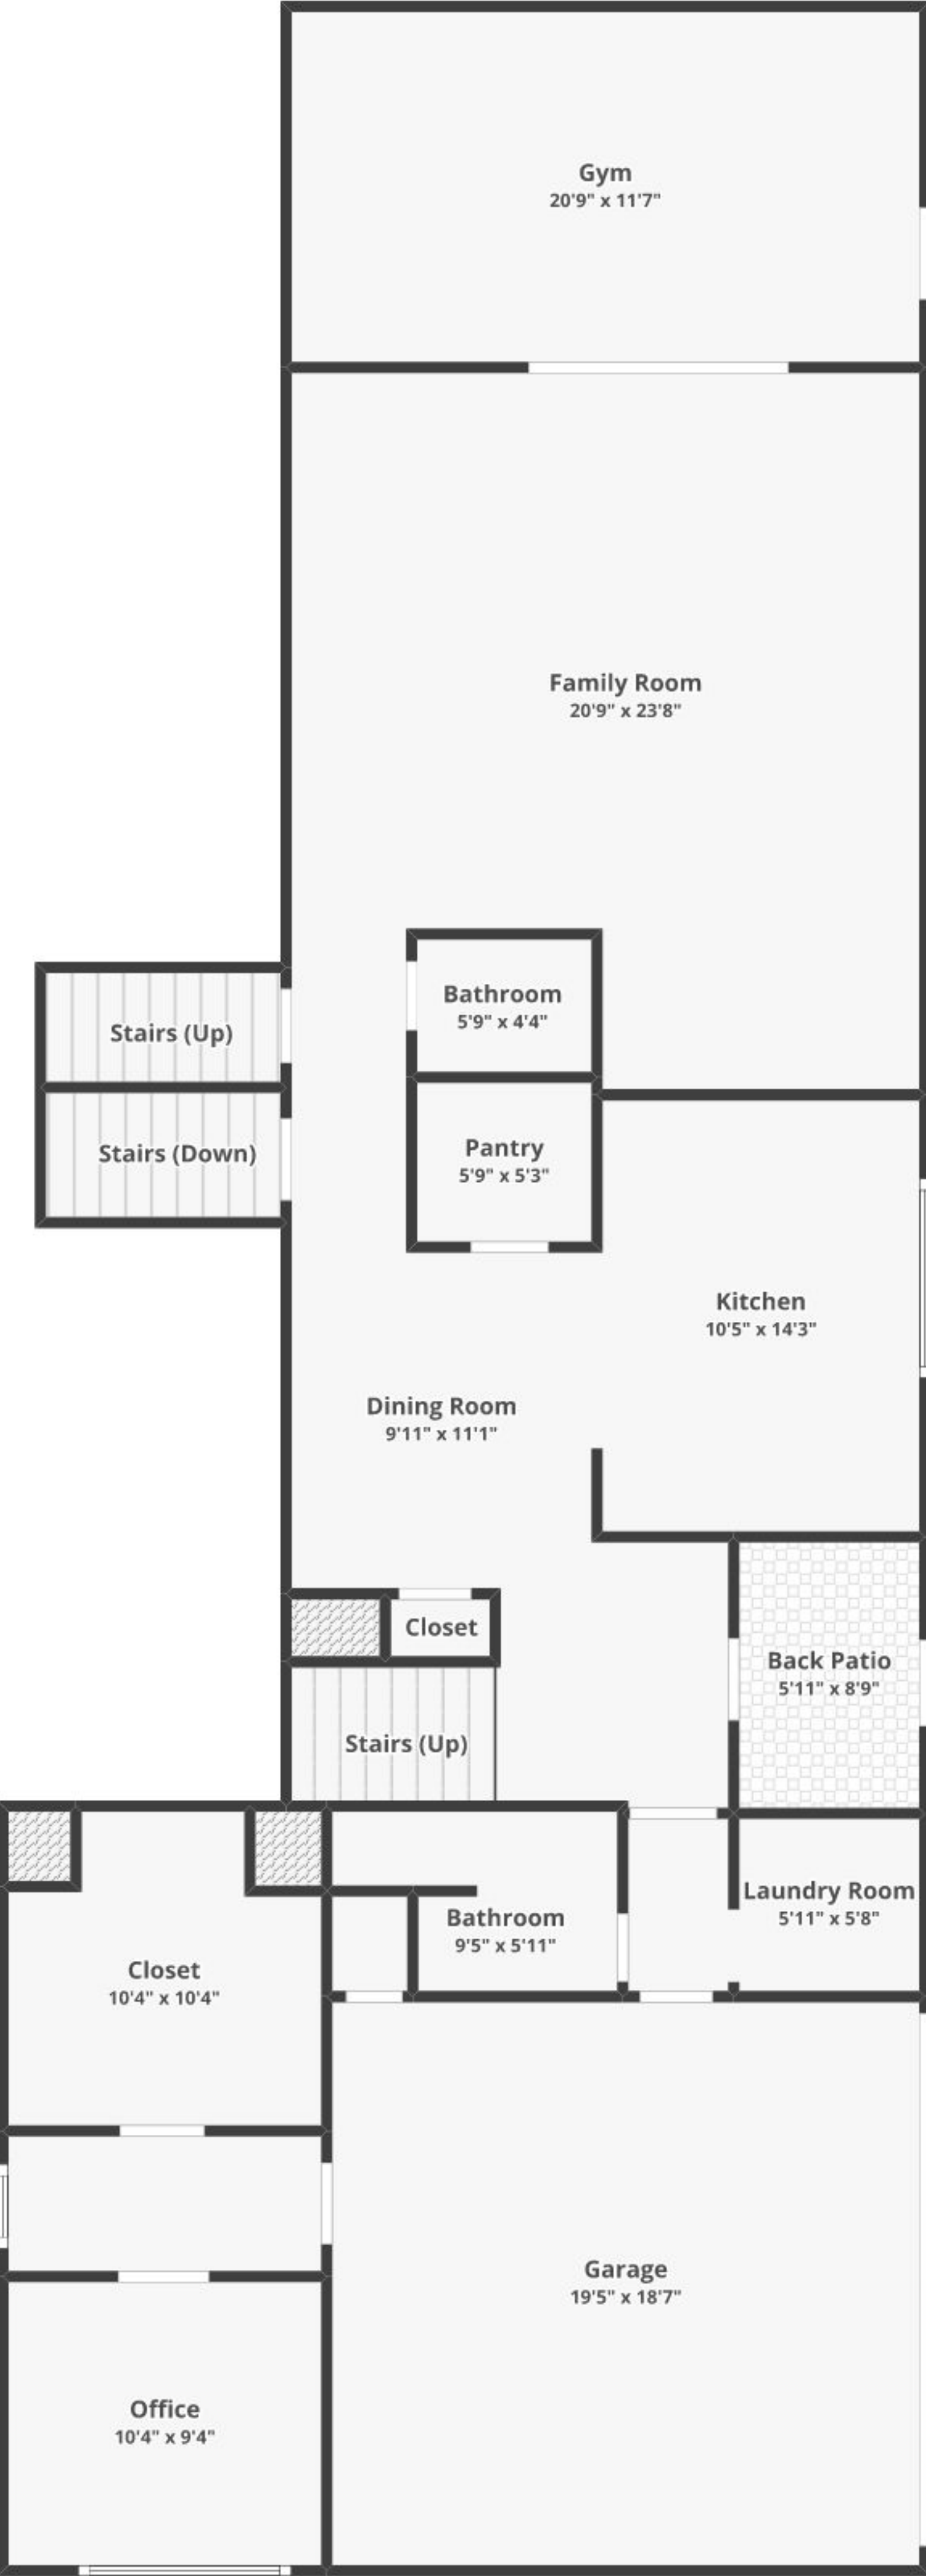 Gym
20'9" x 11'7"
Family Room
20'9" x 23'8"
Bathroom
5'9" x 4'4"
Stairs (Up)
Pantry
5'9" x 5'3"
Stairs (Down)
Kitchen
10'5" x 14'3"
Dining Room
9'11" x 11'1"
Closet
Back Patio
5'11" x 8'9"
Stairs (Up)
Laundry Room
5'11" x 5'8"
Bathroom
9'5" x 5'11"
Closet
10'4" x 10'4"
Garage
19'5" x 18'7"
Office
10'4" x 9'4"